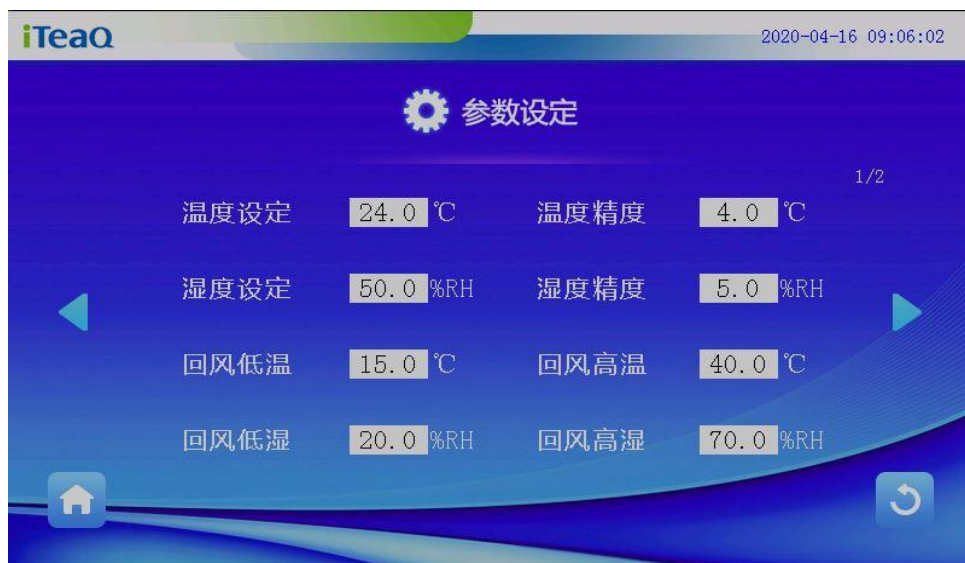 iTeaQ
2020-04-16 09:06:02
参数设定
1/2
温度设定 24.0 ℃ 温度精度 4.0 ℃
湿度设定 50.0 %RH 湿度精度 5.0 %RH
回风低温 15.0 ℃ 回风高温 40.0 ℃
回风低湿 20.0 %RH 回风高湿 70.0 %RH